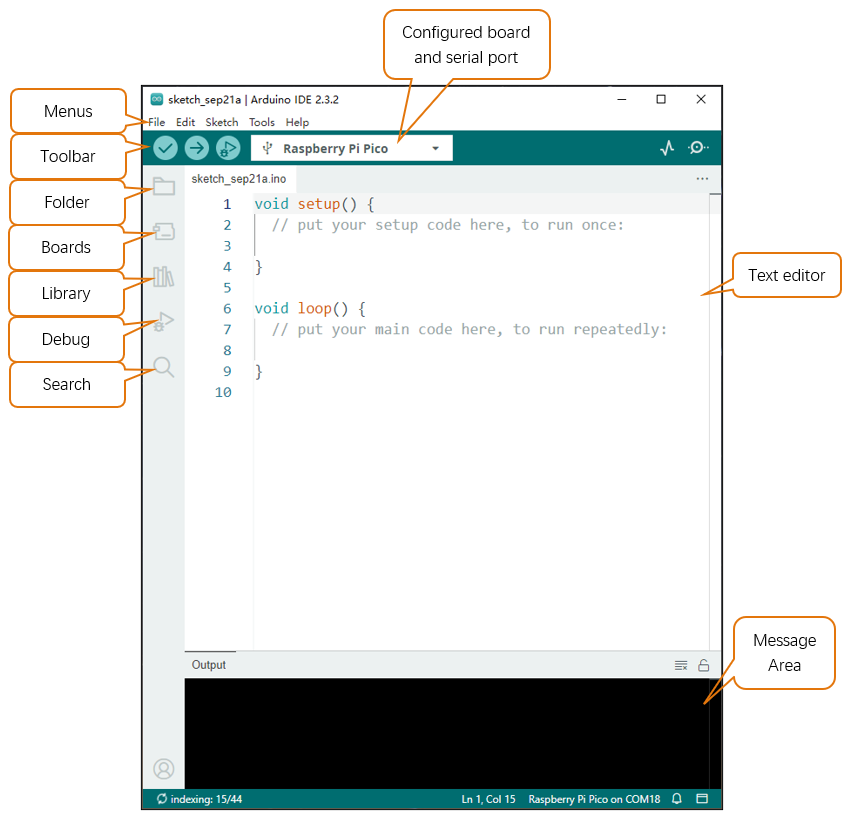 Configured board
and serial port
sketch_sep21a | Arduino IDE 2.3.2
Menus
File Edit Sketch Tools Help
Toolbar
Raspberry Pi Pico
sketch_sep21a.ino
Folder
1 void setup() {
2 // put your setup code here, to run once:
3
Boards
4 }
5
Library
6 void loop() {
7 // put your main code here, to run repeatedly:
Debug
8
9 }
Search
10
Text editor
Output
Message
Area
indexing: 15/44
Ln 1, Col 15 Raspberry Pi Pico on COM18